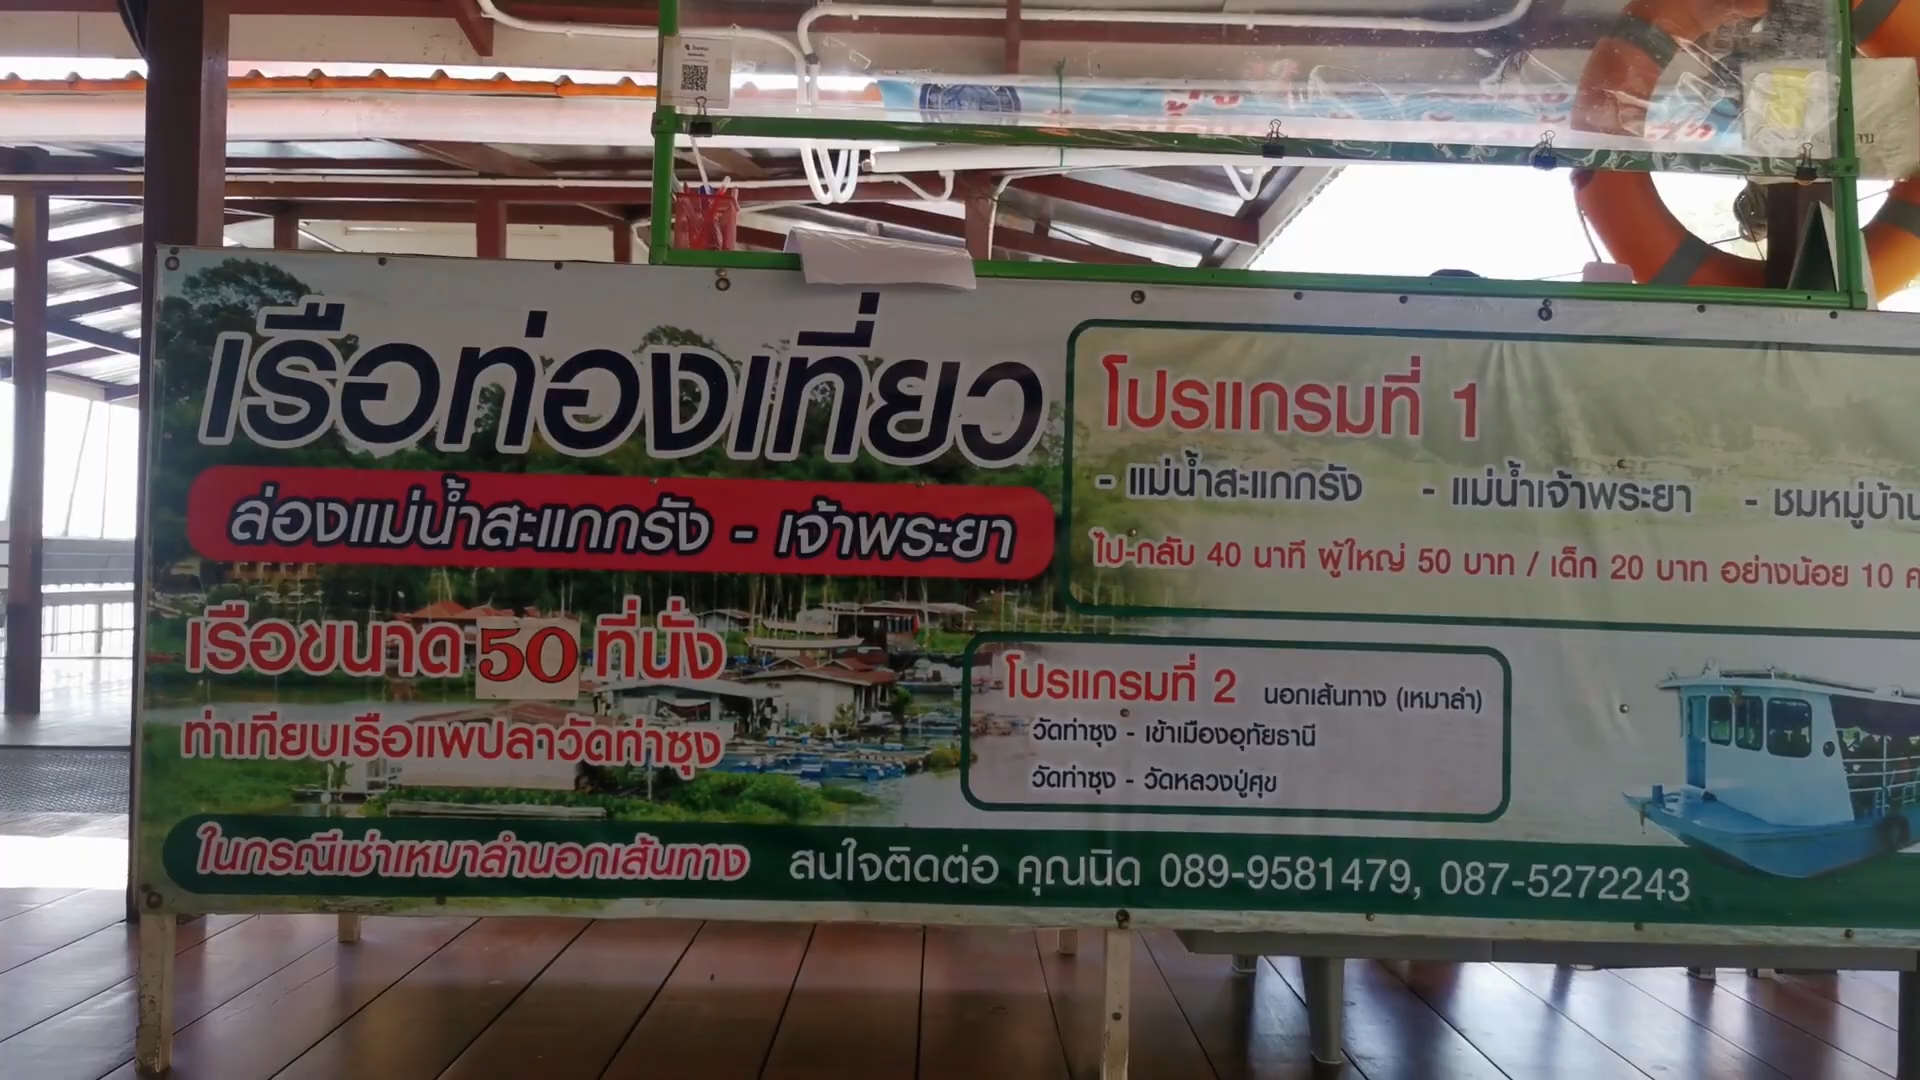 เรือท่องเที่ยว
ล่องแม่น้ำสะแกกรัง - เจ้าพระยา
เรือขนาด 50 ที่นั่ง
ท่าเทียบเรือแพปลาวัดท่าซุง
โปรแกรมที่ 1
- แม่น้ำสะแกกรัง - แม่น้ำเจ้าพระยา - ชมหมู่บ้าน
ไป-กลับ 40 นาที ผู้ใหญ่ 50 บาท / เด็ก 20 บาท อย่างน้อย 10
โปรแกรมที่ 2 นอกเส้นทาง (เหมาลำ)
วัดท่าซุง - เข้าเมืองอุทัยธานี
วัดท่าซุง - วัดหลวงปู่ศุข
ในกรณีเช่าเหมาลำนอกเส้นทาง สนใจติดต่อ คุณนิด 089-9581479, 087-5272243